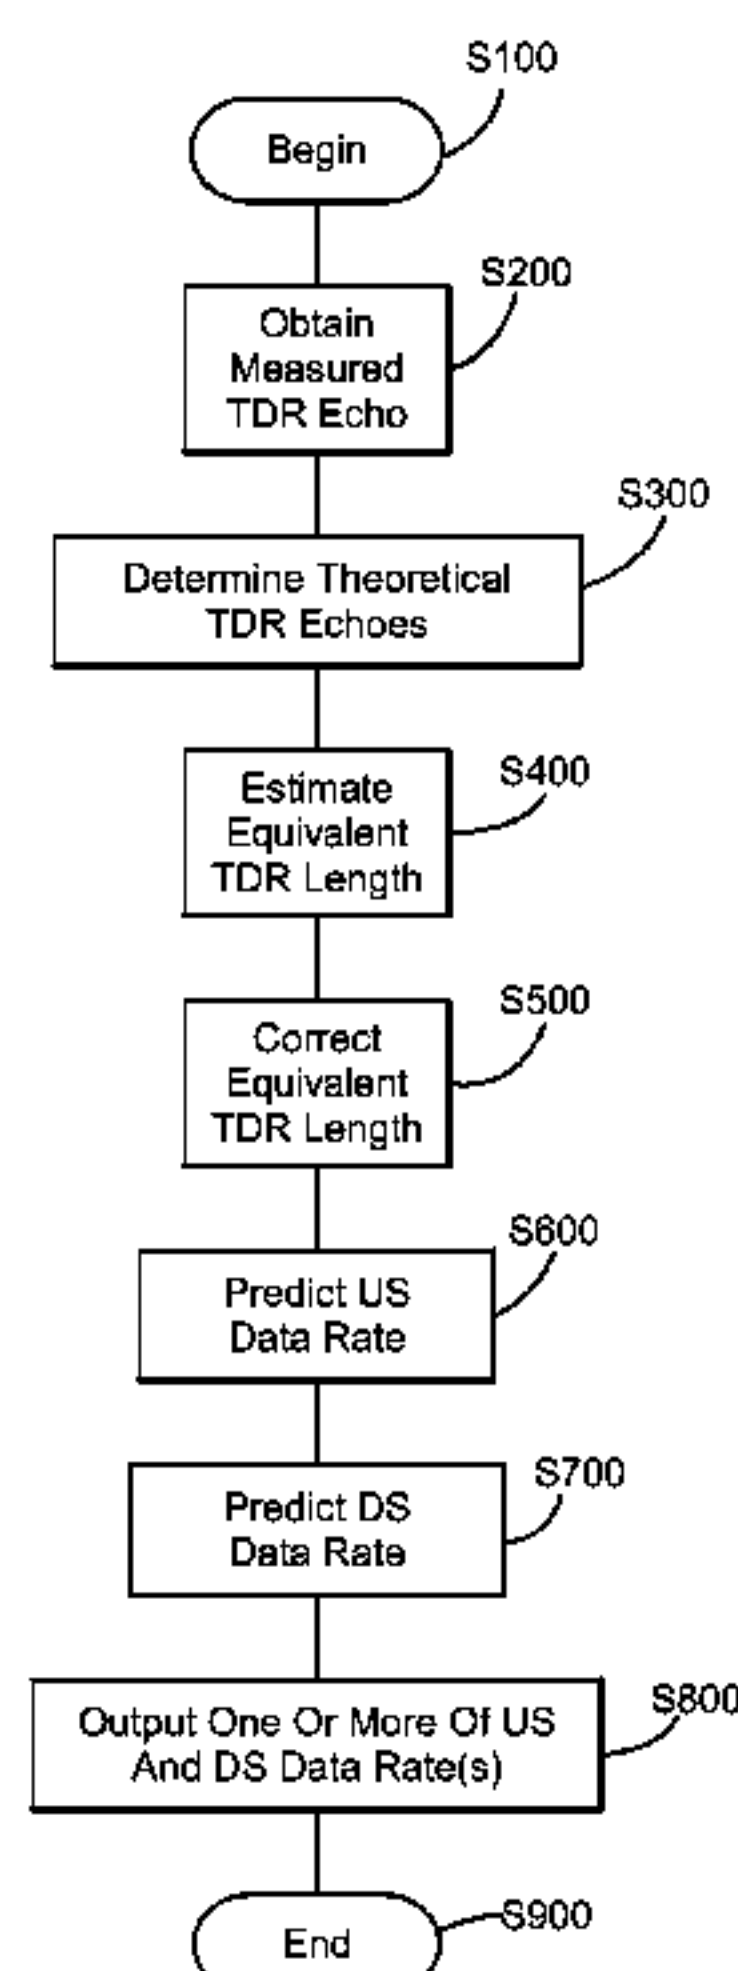 S100
Begin
S200
Obtain
Measured
TDR Echo
S300
Determine Theoretical
TDR Echoes
S400
Estimate
Equivalent
TDR Length
S500
Correct
Equivalent
TDR Length
S600
Predict US
Data Rate
S700
Predict DS
Data Rate
S800
Output One Or More Of US
And DS Data Rate(s)
S900
End